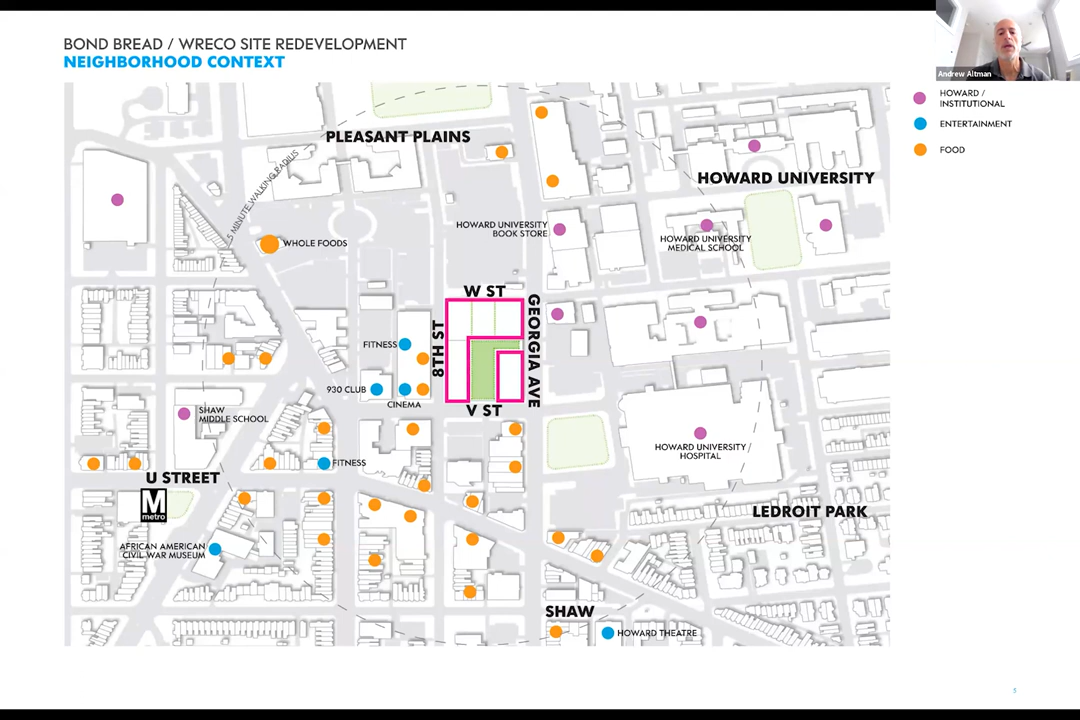 BOND BREAD / WRECO SITE REDEVELOPMENT
NEIGHBORHOOD CONTEXT
Andrew Altman
HOWARD /
INSTITUTIONAL
ENTERTAINMENT
FOOD
PLEASANT PLAINS
5 MINUTE WALKING RADIUS
HOWARD UNIVERSITY
HOWARD UNIVERSITY
BOOK STORE
HOWARD UNIVERSITY
MEDICAL SCHOOL
WHOLE FOODS
W ST
GEORGIA AVE
8TH ST
FITNESS
930 CLUB
CINEMA
V ST
SHAW
MIDDLE SCHOOL
HOWARD UNIVERSITY /
HOSPITAL
FITNESS
U STREET
M
metro
LEDROIT PARK
AFRICAN AMERICAN
CIVIL WAR MUSEUM
SHAW
HOWARD THEATRE
5